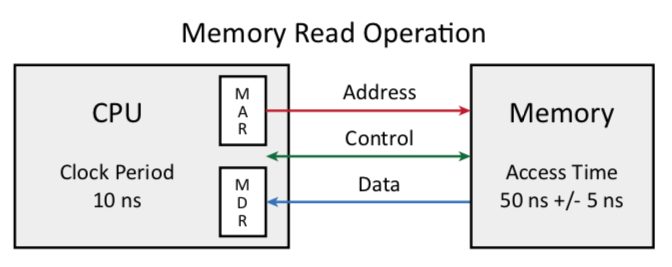 Memory Read Operation
CPU
Clock Period
10 ns
M
A
R
M
D
R
Address
Control
Data
Memory
Access Time
50 ns +/- 5 ns